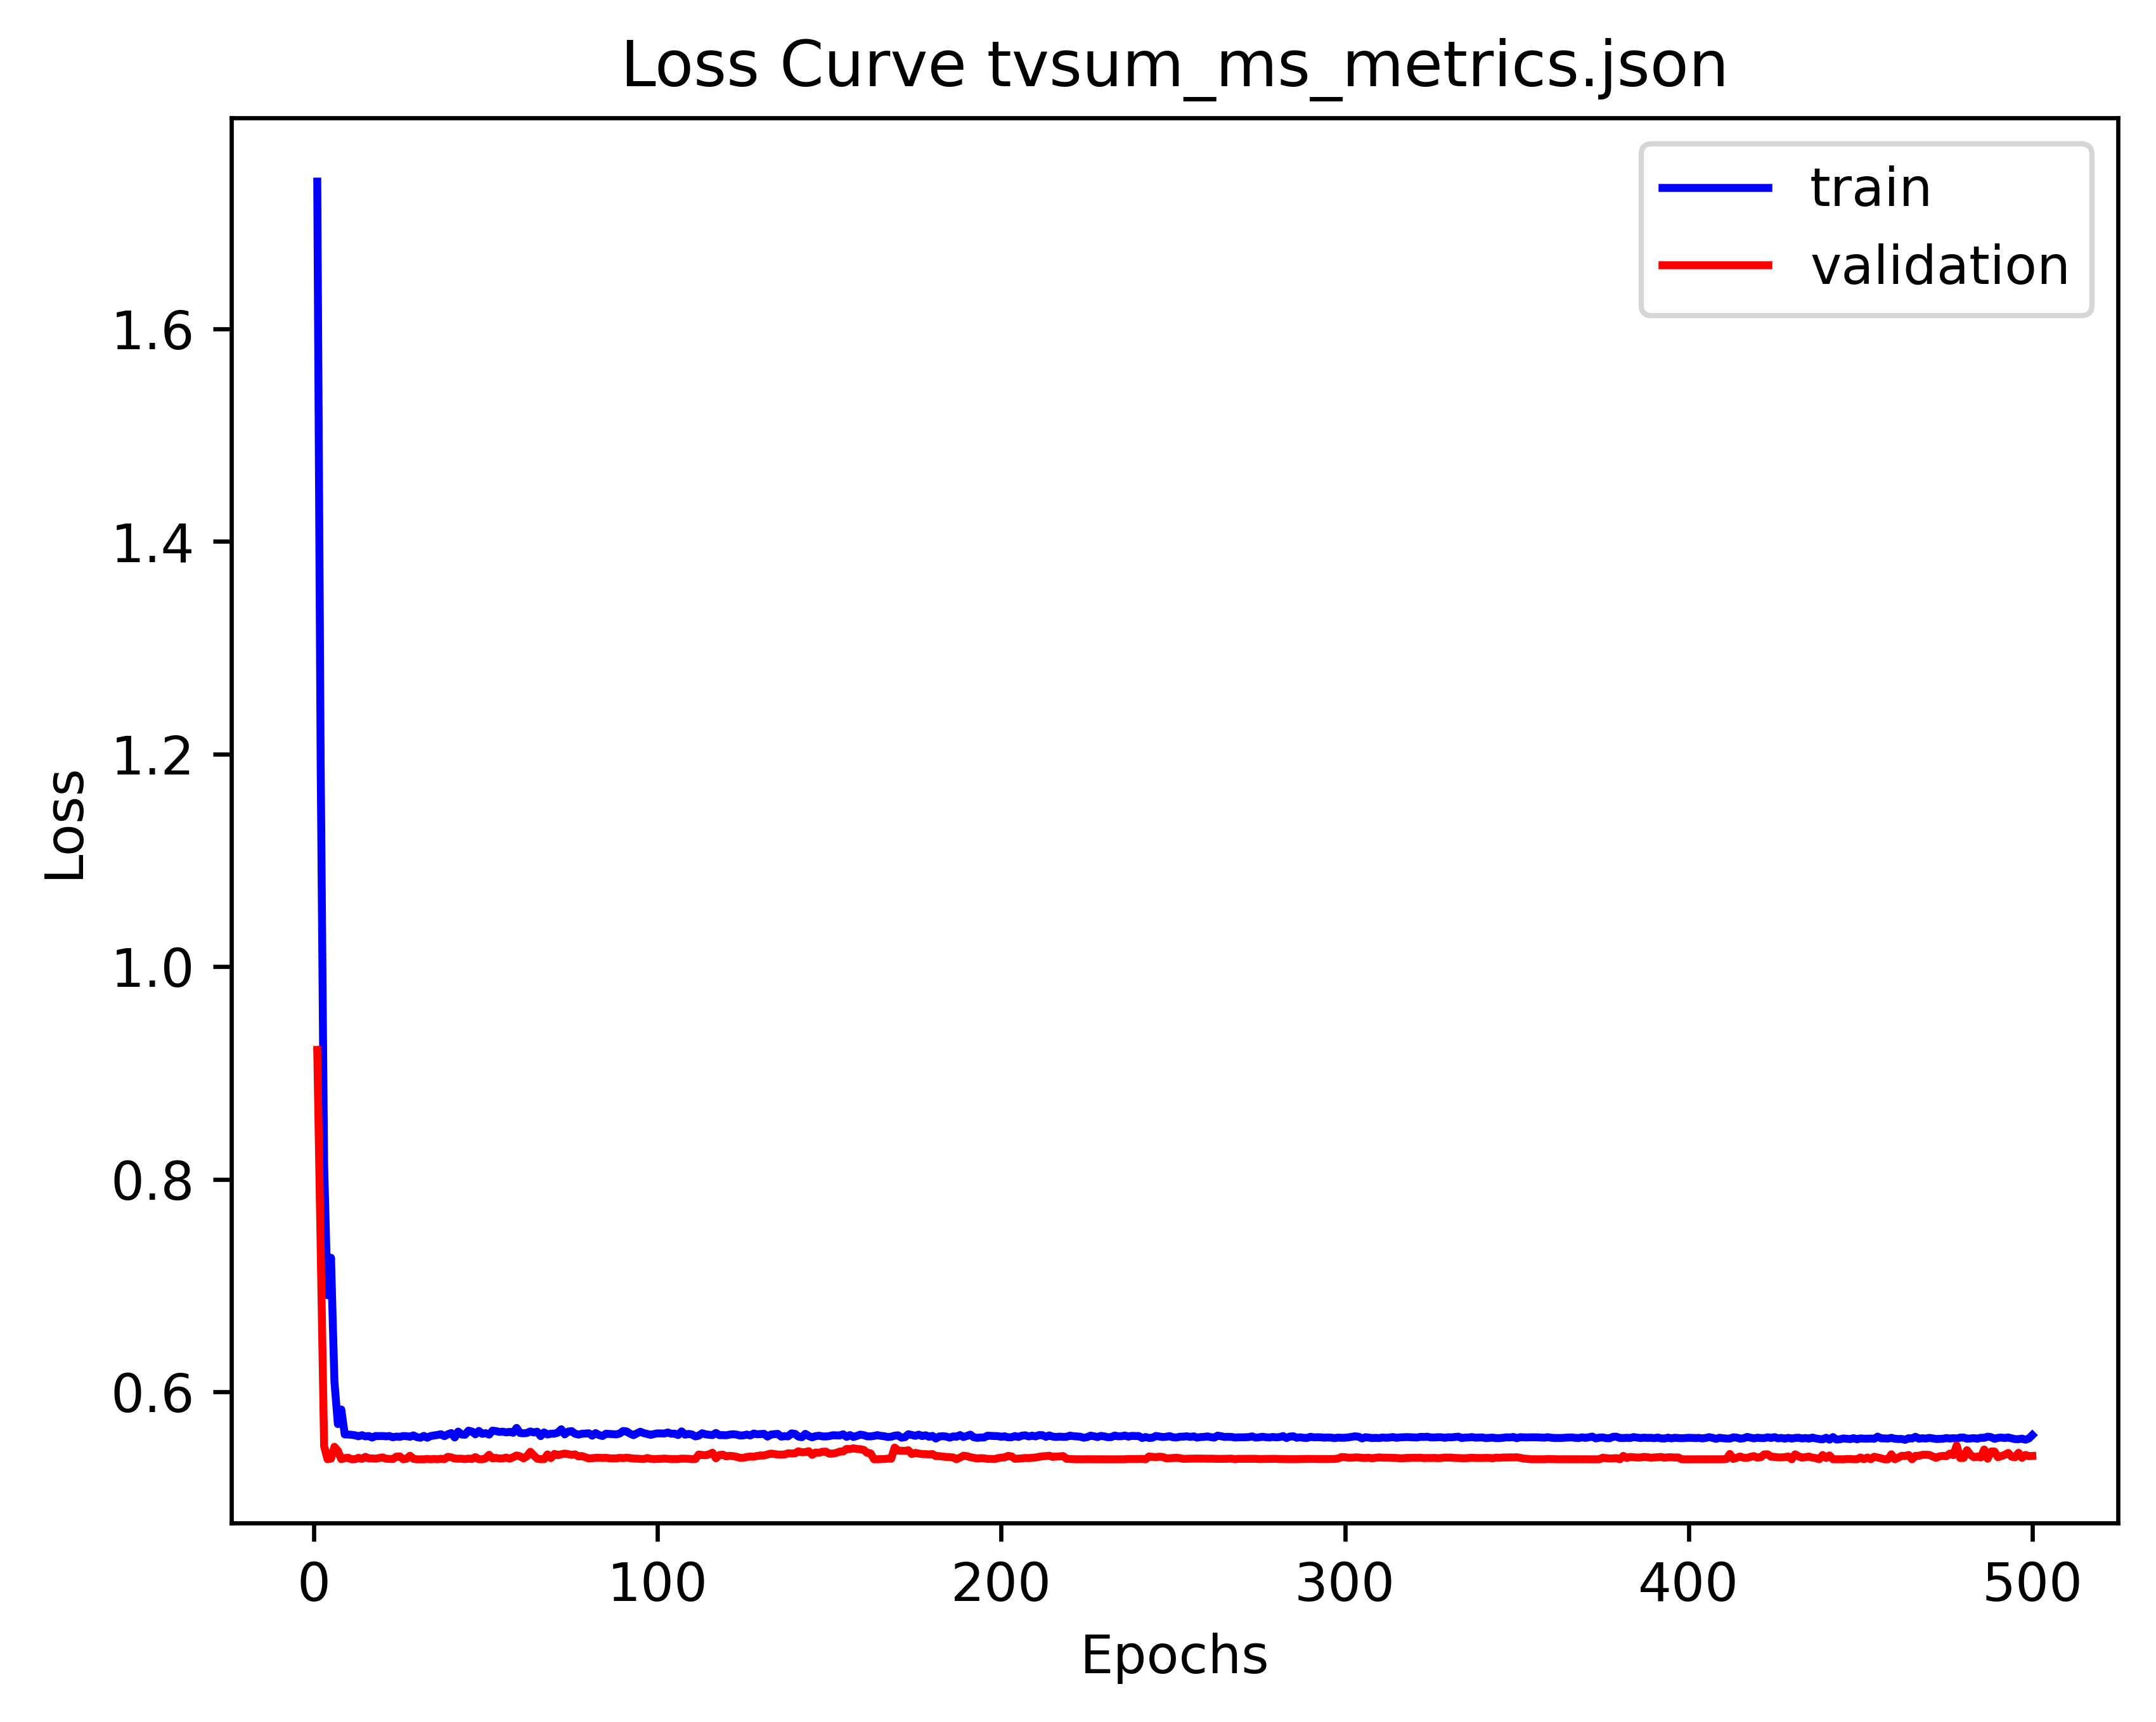 Loss Curve tvsum_ms_metrics.json
train
validation
1.6
1.4
1.2
1.0
0.8
0.6
Loss
0 100 200 300 400 500
Epochs